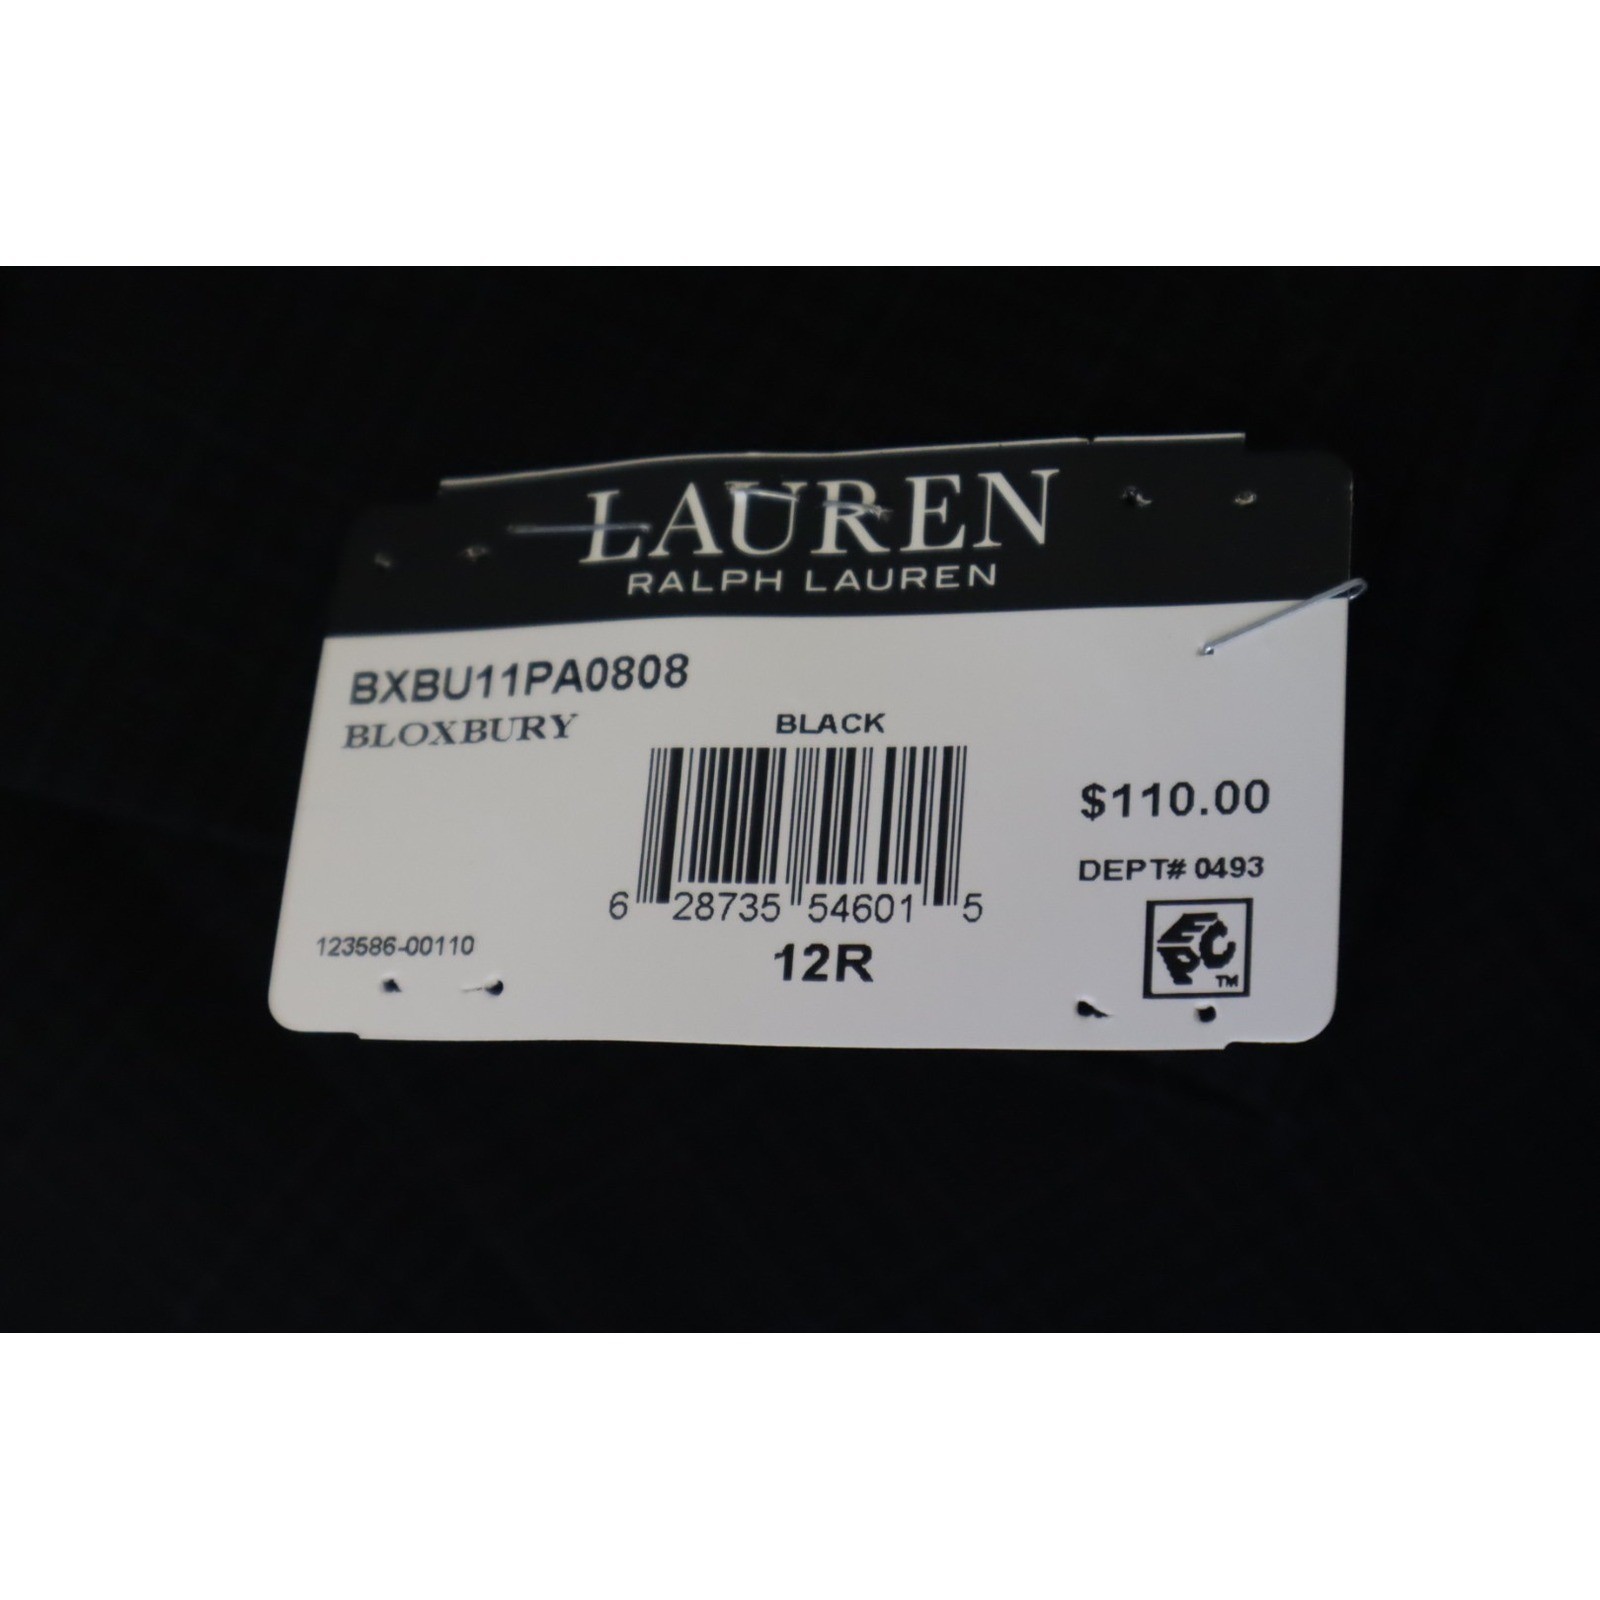 LAUREN
RALPH LAUREN
BXBU11PA0808
BLOXBURY
BLACK
$110.00
DEPT# 0493
6 28735 54601 5
123586-00110
12R
EPC
TM